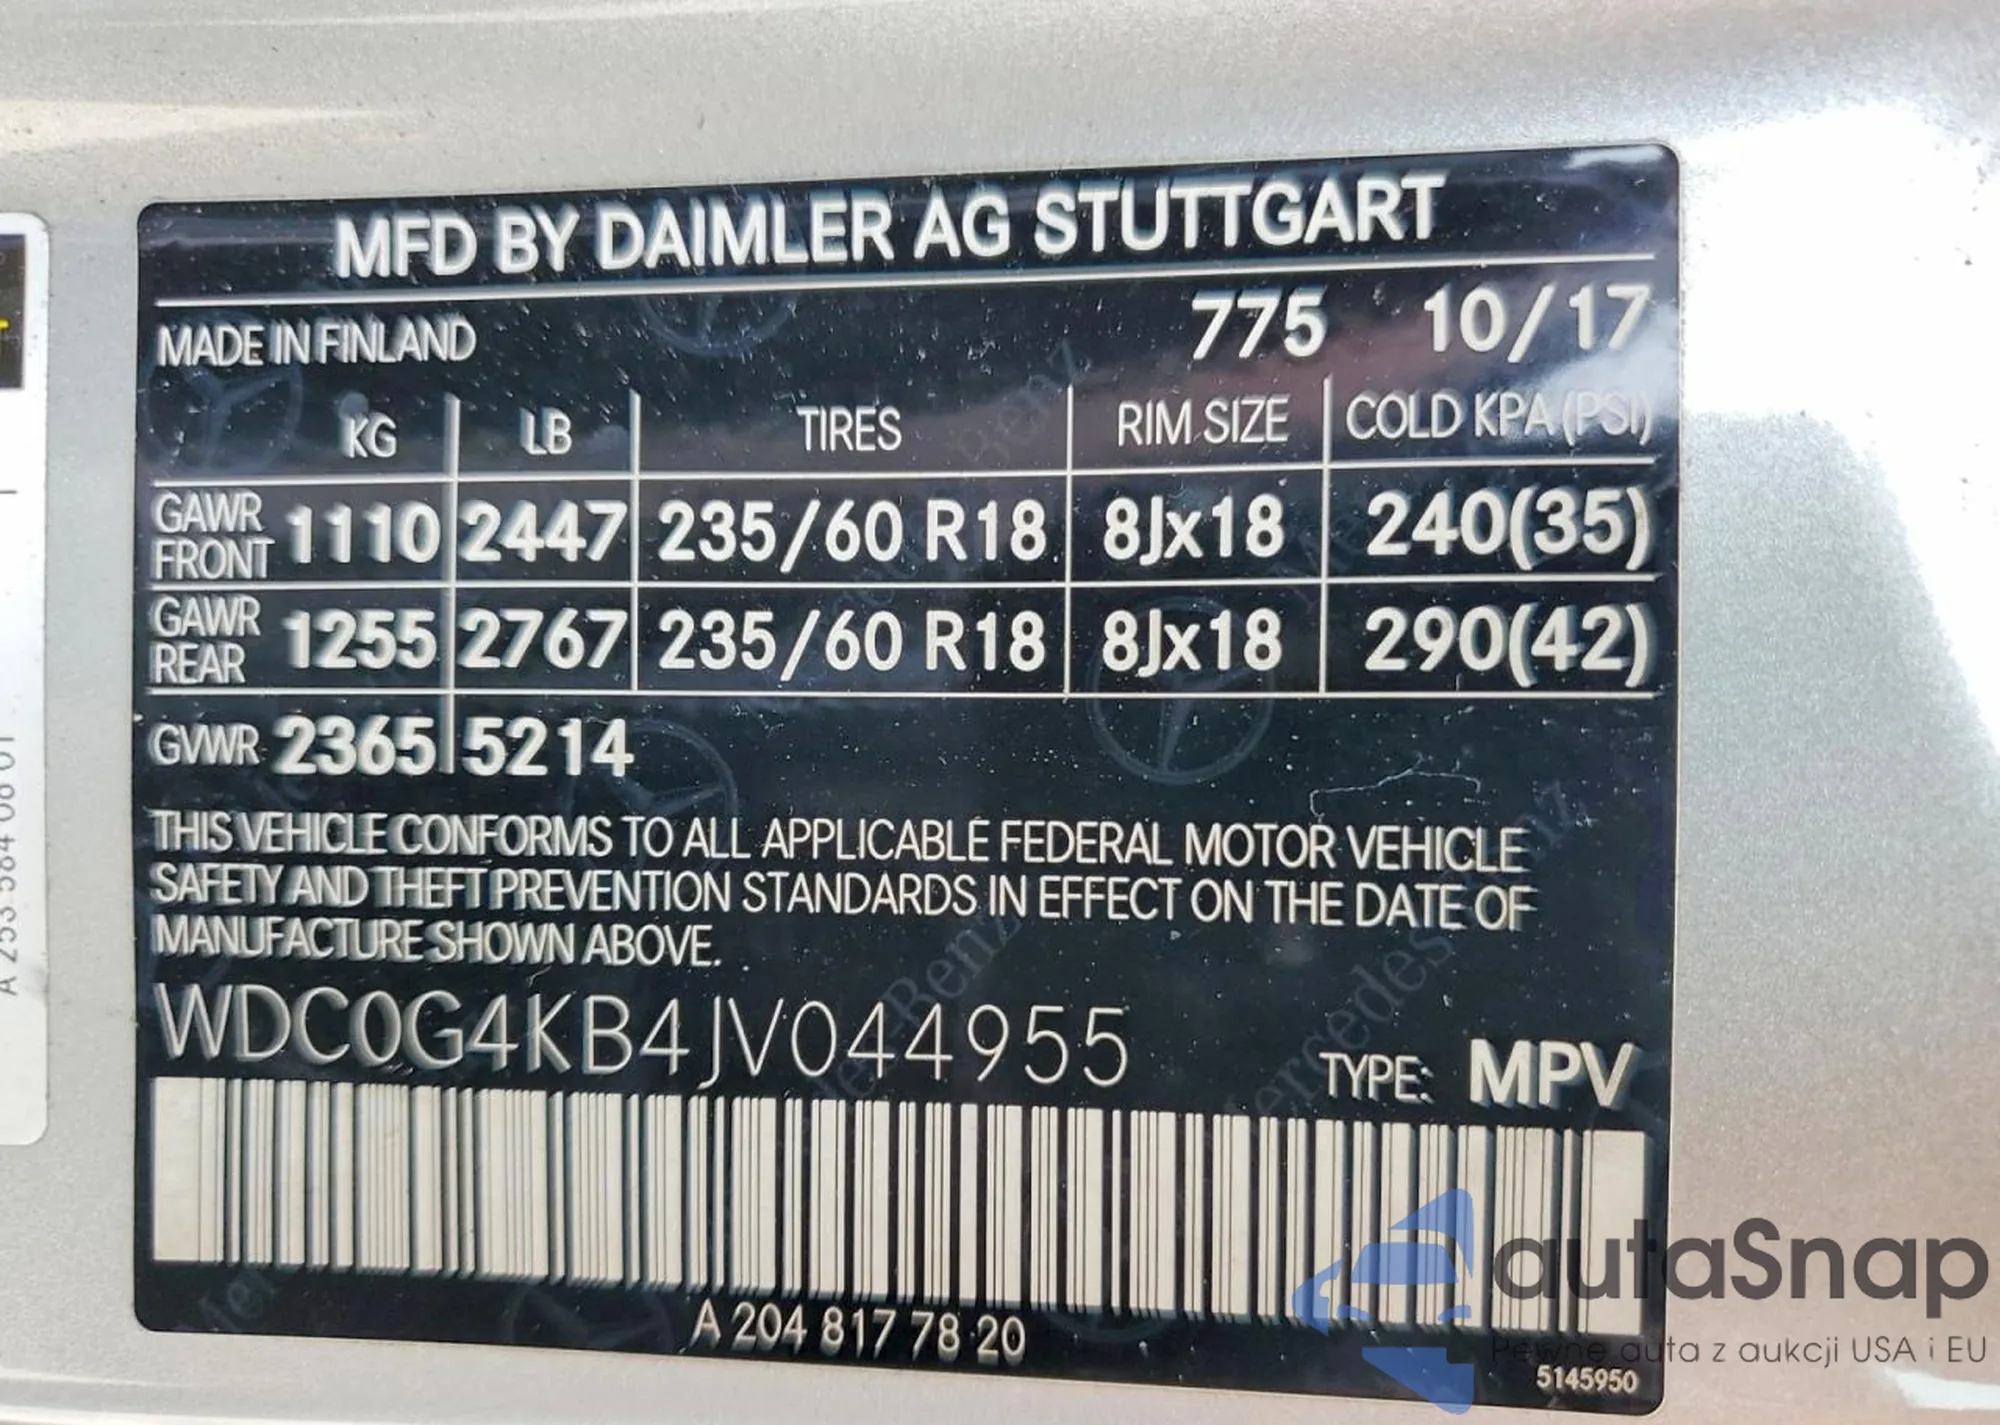 MFD BY DAIMLER AG STUTTGART
MADE IN FINLAND 775 10/17
KG LB TIRES RIM SIZE COLD KPA (PSI)
GAWR FRONT 1110 2447 235/60 R18 8Jx18 240(35)
GAWR REAR 1255 2767 235/60 R18 8Jx18 290(42)
GVWR 2365 5214
THIS VEHICLE CONFORMS TO ALL APPLICABLE FEDERAL MOTOR VEHICLE
SAFETY AND THEFT PREVENTION STANDARDS IN EFFECT ON THE DATE OF
MANUFACTURE SHOWN ABOVE.
WDC0G4KB4JV044955
TYPE: MPV
A 204 817 78 20
5145950
autaSnap
Pewne auta z aukcji USA i EU